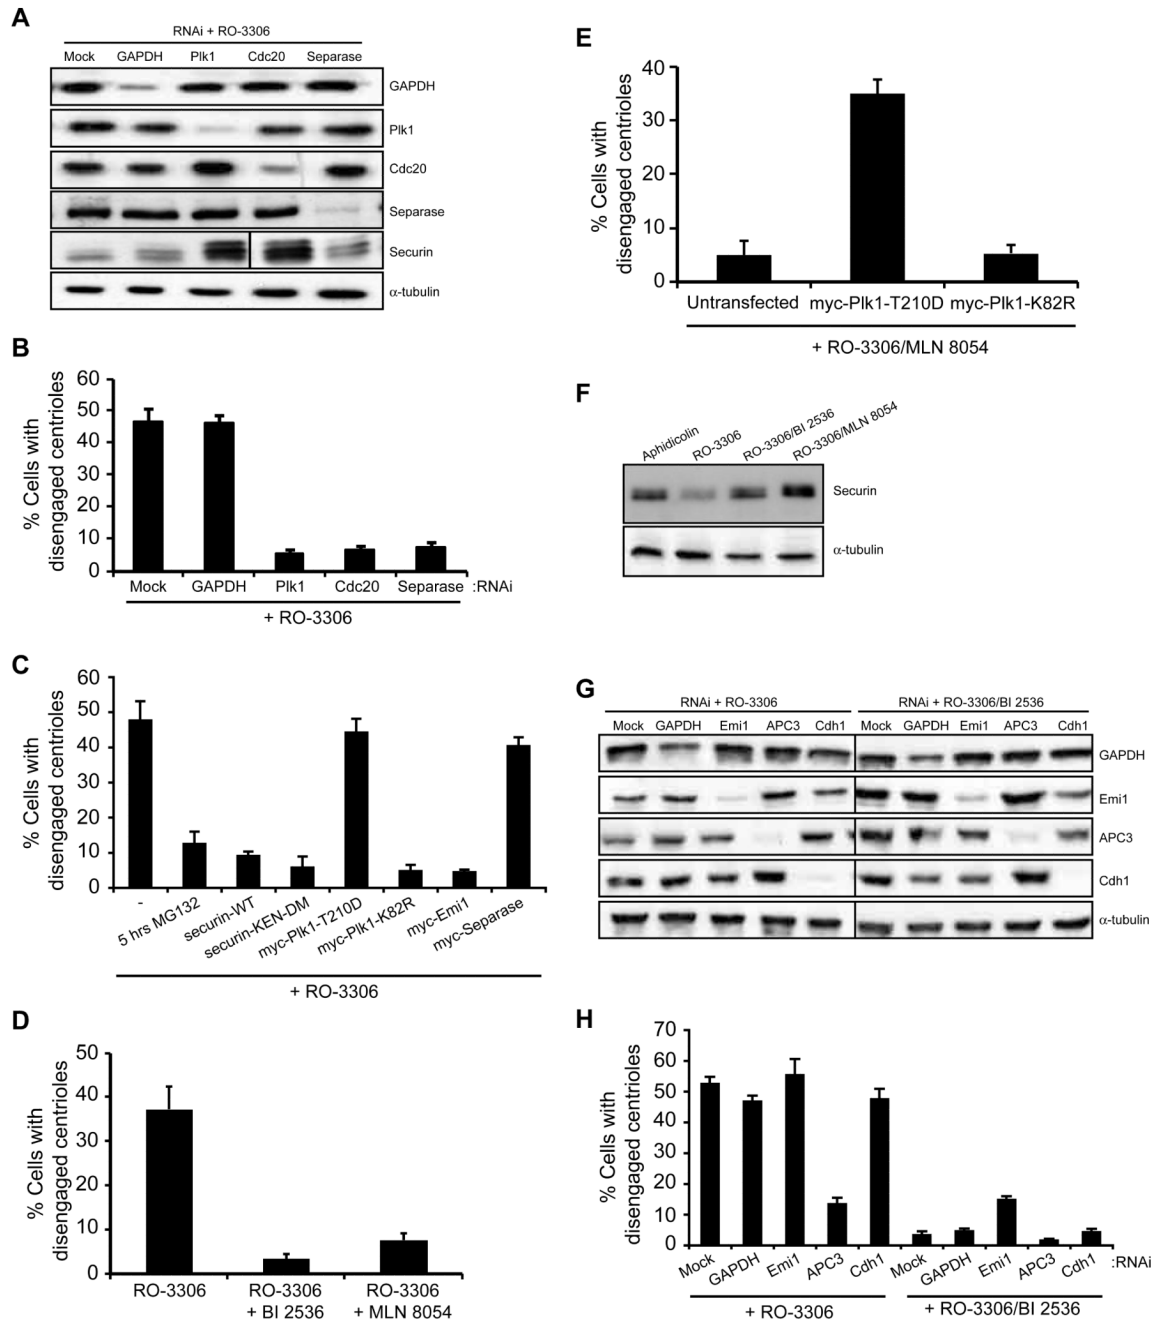 A
RNAi + RO-3306
Mock GAPDH Plk1 Cdc20 Separase
GAPDH
Plk1
Cdc20
Separase
Securin
α-tubulin
B
% Cells with
disengaged centrioles
60
50
40
30
20
10
0
Mock GAPDH Plk1 Cdc20 Separase :RNAi
+ RO-3306
C
% Cells with
disengaged centrioles
60
50
40
30
20
10
0
-
5 hrs MG132
securin-WT
securin-KEN-DM
myc-Plk1-T210D
myc-Plk1-K82R
myc-Emi1
myc-Separase
+ RO-3306
D
% Cells with
disengaged centrioles
50
40
30
20
10
0
RO-3306 RO-3306 RO-3306
+ BI 2536 + MLN 8054
E
% Cells with
disengaged centrioles
40
30
20
10
0
Untransfected myc-Plk1-T210D myc-Plk1-K82R
+ RO-3306/MLN 8054
F
Aphidicolin
RO-3306
RO-3306/BI 2536
RO-3306/MLN 8054
Securin
α-tubulin
G
RNAi + RO-3306 RNAi + RO-3306/BI 2536
Mock GAPDH Emi1 APC3 Cdh1 Mock GAPDH Emi1 APC3 Cdh1
GAPDH
Emi1
APC3
Cdh1
α-tubulin
H
% Cells with
disengaged centrioles
70
60
50
40
30
20
10
0
Mock GAPDH Emi1 APC3 Cdh1 Mock GAPDH Emi1 APC3 Cdh1 :RNAi
+ RO-3306 + RO-3306/BI 2536